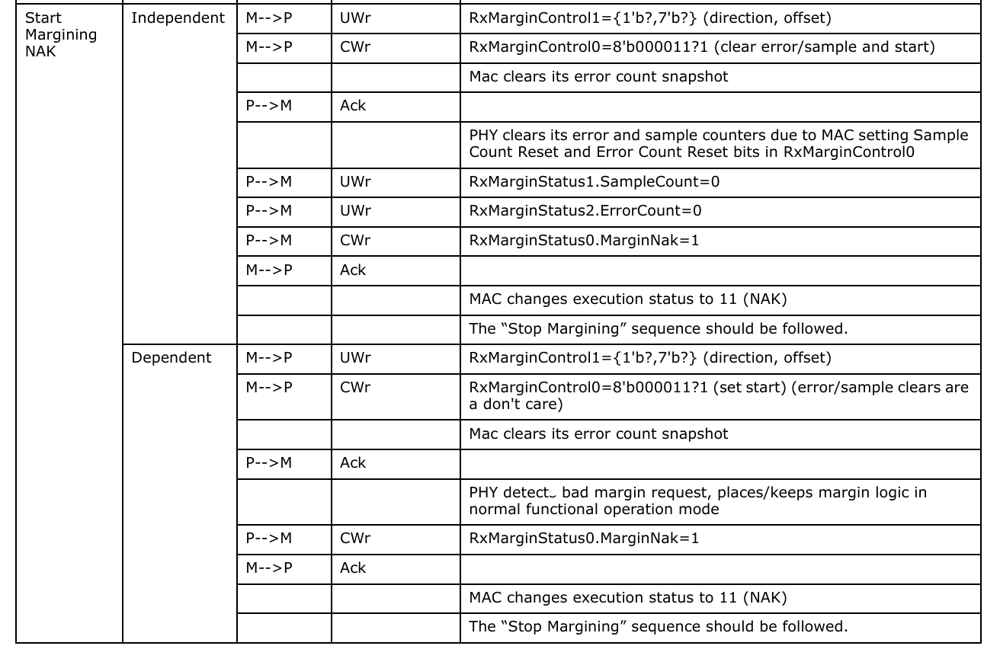 Start
Margining
NAK
Independent
M-->P UWr RxMarginControl1={1'b?,7'b?} (direction, offset)
M-->P CWr RxMarginControl0=8'b000011?1 (clear error/sample and start)
Mac clears its error count snapshot
P-->M Ack
PHY clears its error and sample counters due to MAC setting Sample
Count Reset and Error Count Reset bits in RxMarginControl0
P-->M UWr RxMarginStatus1.SampleCount=0
P-->M UWr RxMarginStatus2.ErrorCount=0
P-->M CWr RxMarginStatus0.MarginNak=1
M-->P Ack
MAC changes execution status to 11 (NAK)
The “Stop Margining” sequence should be followed.
Dependent
M-->P UWr RxMarginControl1={1'b?,7'b?} (direction, offset)
M-->P CWr RxMarginControl0=8'b000011?1 (set start) (error/sample clears are
a don't care)
Mac clears its error count snapshot
P-->M Ack
PHY detects bad margin request, places/keeps margin logic in
normal functional operation mode
P-->M CWr RxMarginStatus0.MarginNak=1
M-->P Ack
MAC changes execution status to 11 (NAK)
The “Stop Margining” sequence should be followed.